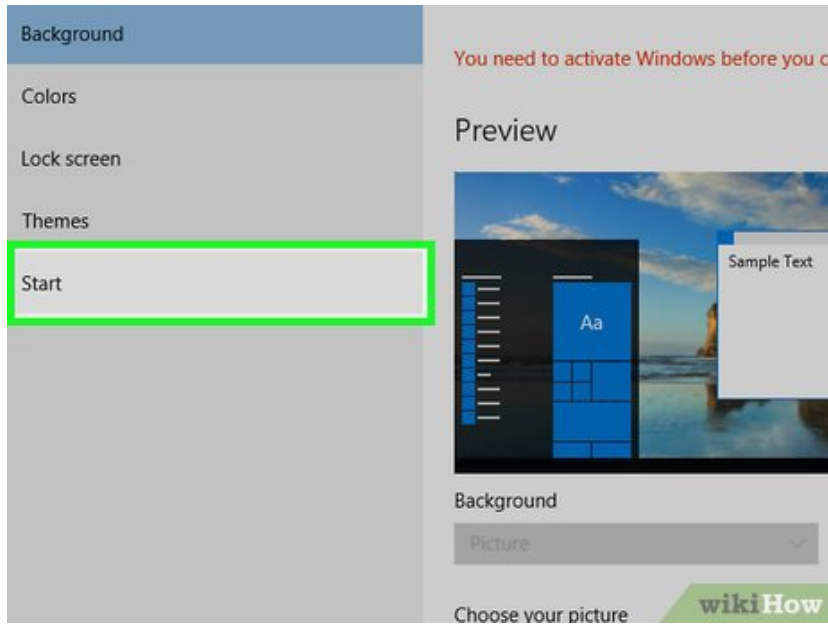 Background
Colors
Lock screen
Themes
Start
You need to activate Windows before you
Preview
Sample Text
Aa
Background
Picture
Choose your picture
wikiHow